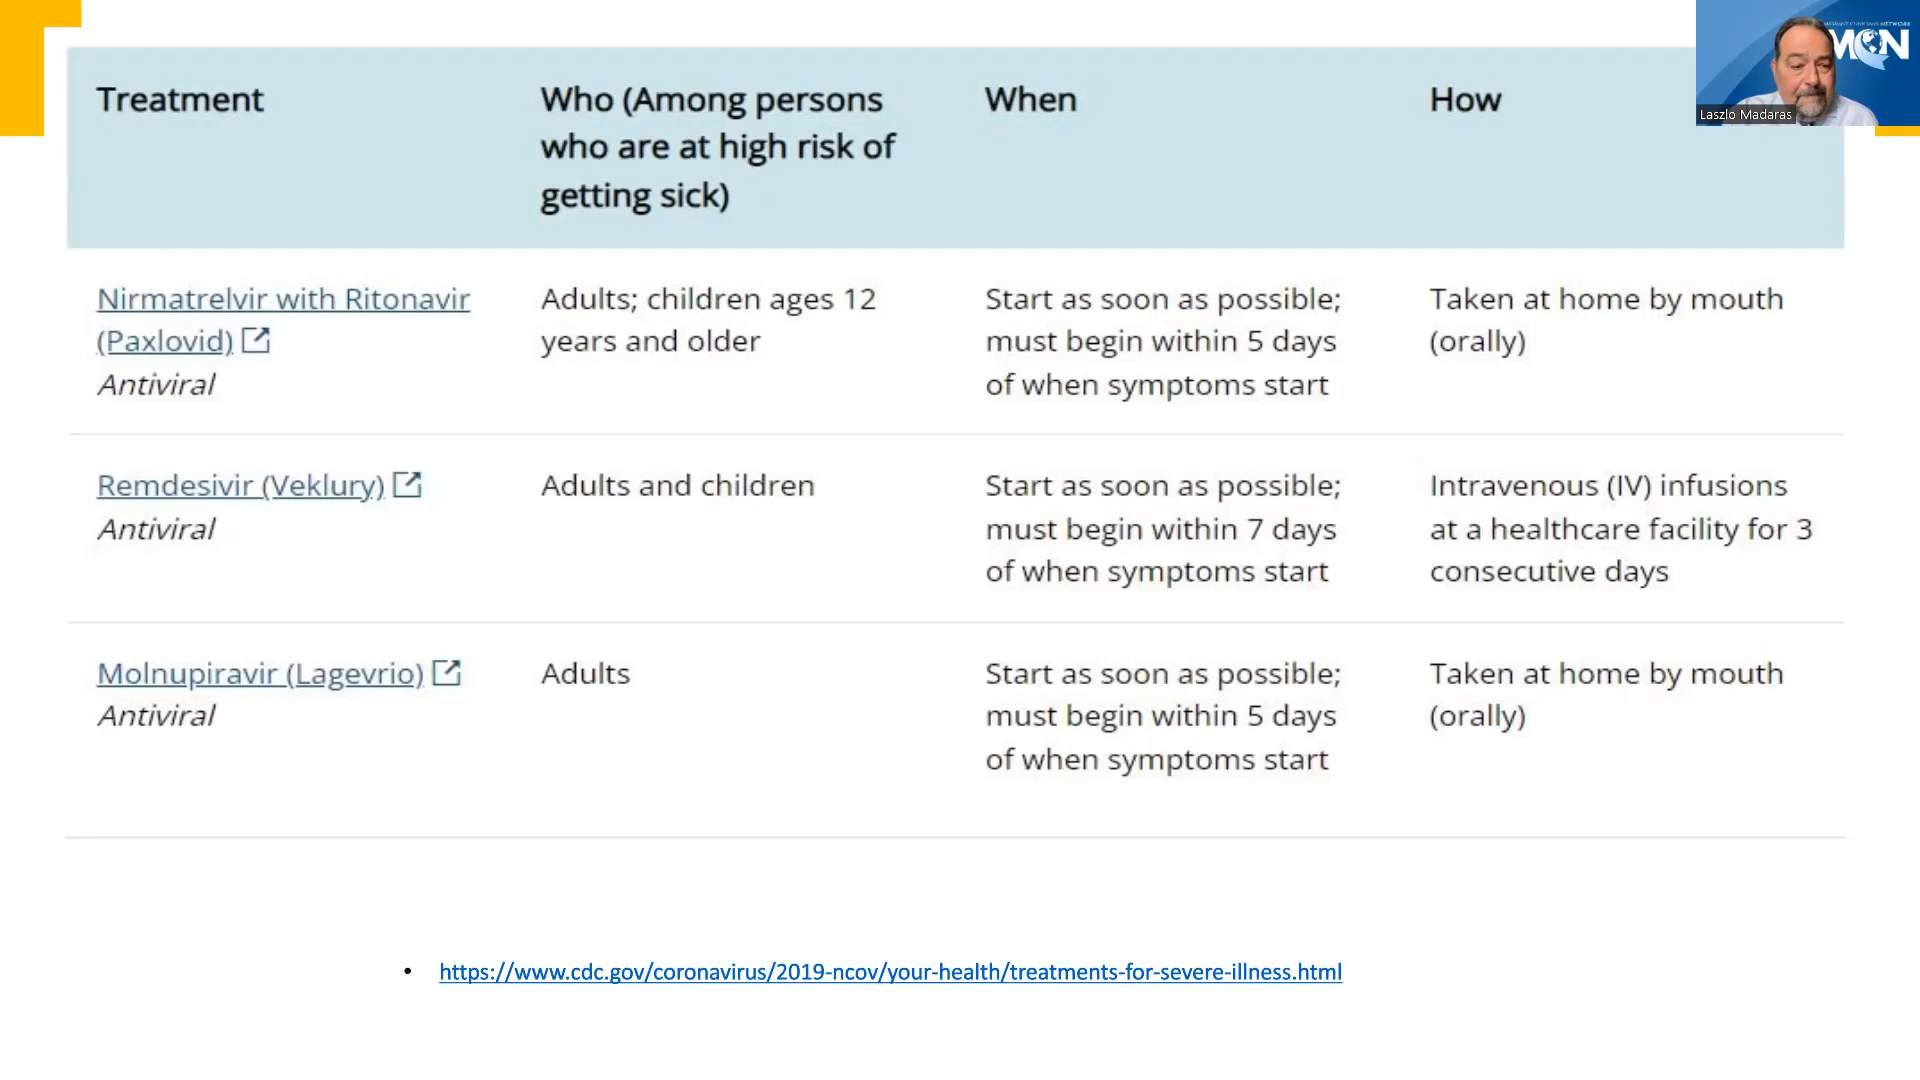 Treatment
Who (Among persons
who are at high risk of
getting sick)
When
How
Nirmatrelvir with Ritonavir
(Paxlovid)
Antiviral
Adults; children ages 12
years and older
Start as soon as possible;
must begin within 5 days
of when symptoms start
Taken at home by mouth
(orally)
Remdesivir (Veklury)
Antiviral
Adults and children
Start as soon as possible;
must begin within 7 days
of when symptoms start
Intravenous (IV) infusions
at a healthcare facility for 3
consecutive days
Molnupiravir (Lagevrio)
Antiviral
Adults
Start as soon as possible;
must begin within 5 days
of when symptoms start
Taken at home by mouth
(orally)
• https://www.cdc.gov/coronavirus/2019-ncov/your-health/treatments-for-severe-illness.html
MCN
Laszlo Madaras